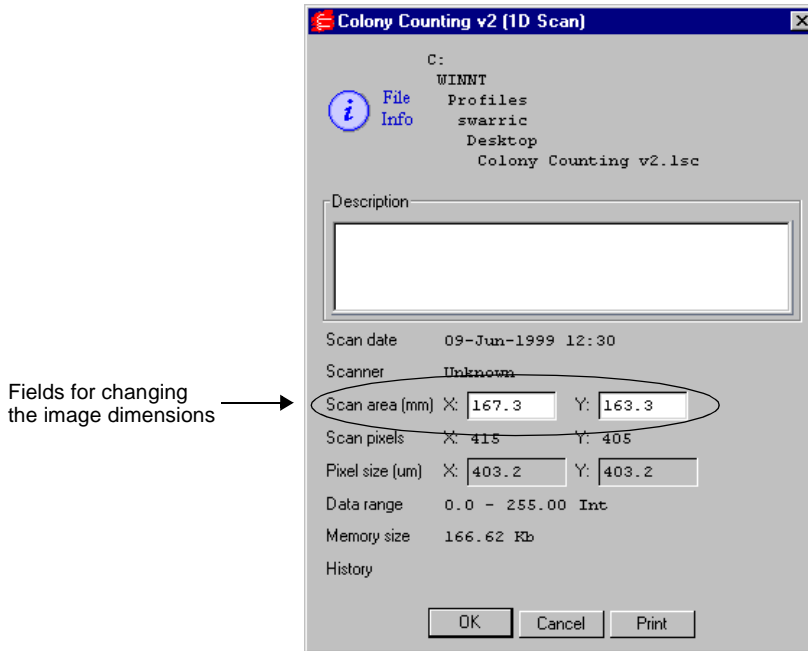 Colony Counting v2 (1D Scan)
File
Info
C:
WINNT
Profiles
swarric
Desktop
Colony Counting v2.1sc
Description
Scan date 09-Jun-1999 12:30
Scanner Unknown
Fields for changing
the image dimensions
Scan area (mm) X: 167.3 Y: 163.3
Scan pixels X: 415 Y: 405
Pixel size (um) X: 403.2 Y: 403.2
Data range 0.0 - 255.00 Int
Memory size 166.62 Kb
History
OK Cancel Print